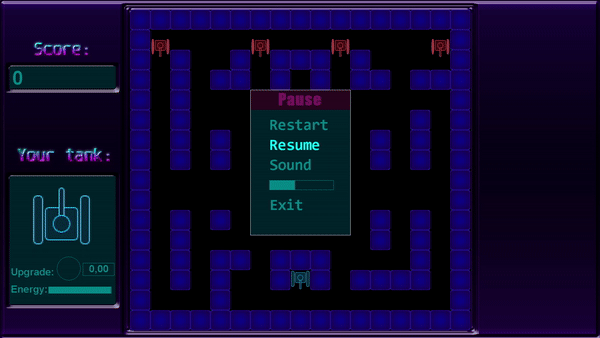 Score:
0
Your tank:
Upgrade: 0,00
Energy:
Pause
Restart
Resume
Sound
Exit